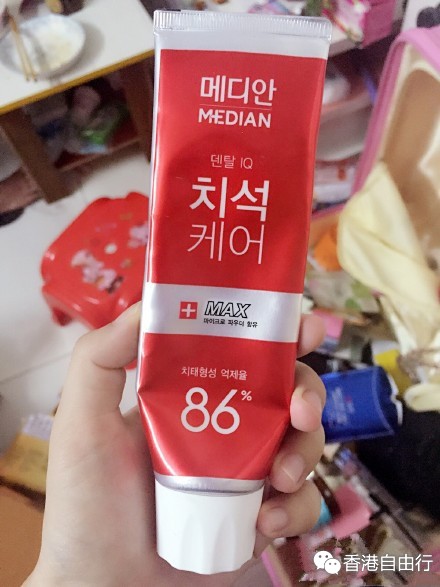 메디안
MEDIAN
덴탈 IQ
치석
케어
MAX
마이크로 파우더 함유
치태형성 억제율
86%
香港自由行